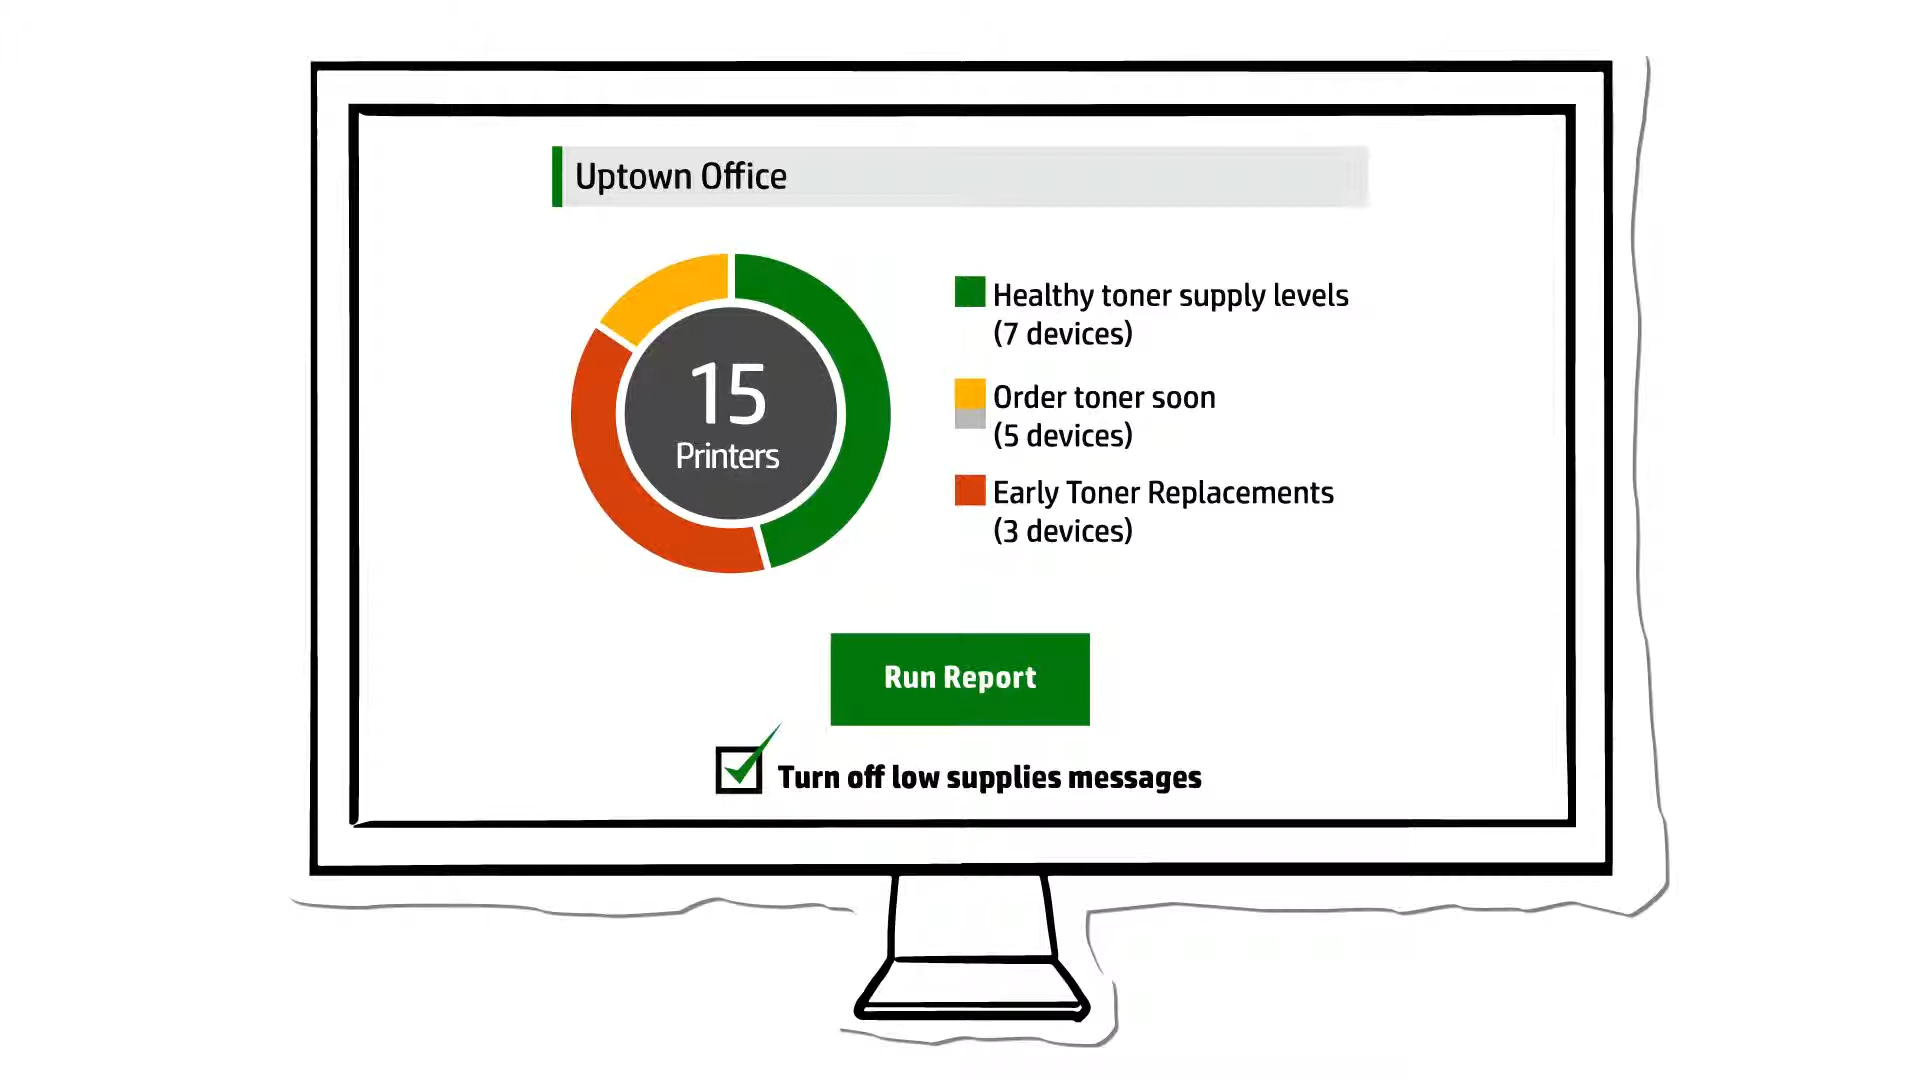 Uptown Office
15
Printers
Healthy toner supply levels
(7 devices)
Order toner soon
(5 devices)
Early Toner Replacements
(3 devices)
Run Report
Turn off low supplies messages